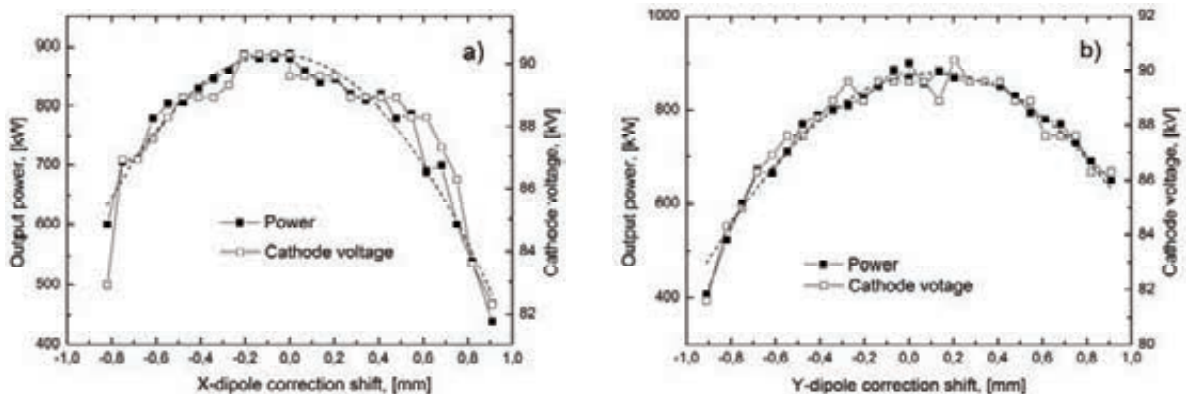 a)
Output power, [kW]
900
800
700
600
500
400
Cathode voltage, [kV]
90
88
86
84
82
Power
Cathode voltage
-1,0 -0,8 -0,6 -0,4 -0,2 0,0 0,2 0,4 0,6 0,8 1,0
X-dipole correction shift, [mm]
b)
Output power, [kW]
1000
800
600
400
Cathode voltage, [kV]
92
90
88
86
84
82
80
Power
Cathode votage
-1,0 -0,8 -0,6 -0,4 -0,2 0,0 0,2 0,4 0,6 0,8 1,0
Y-dipole correction shift, [mm]